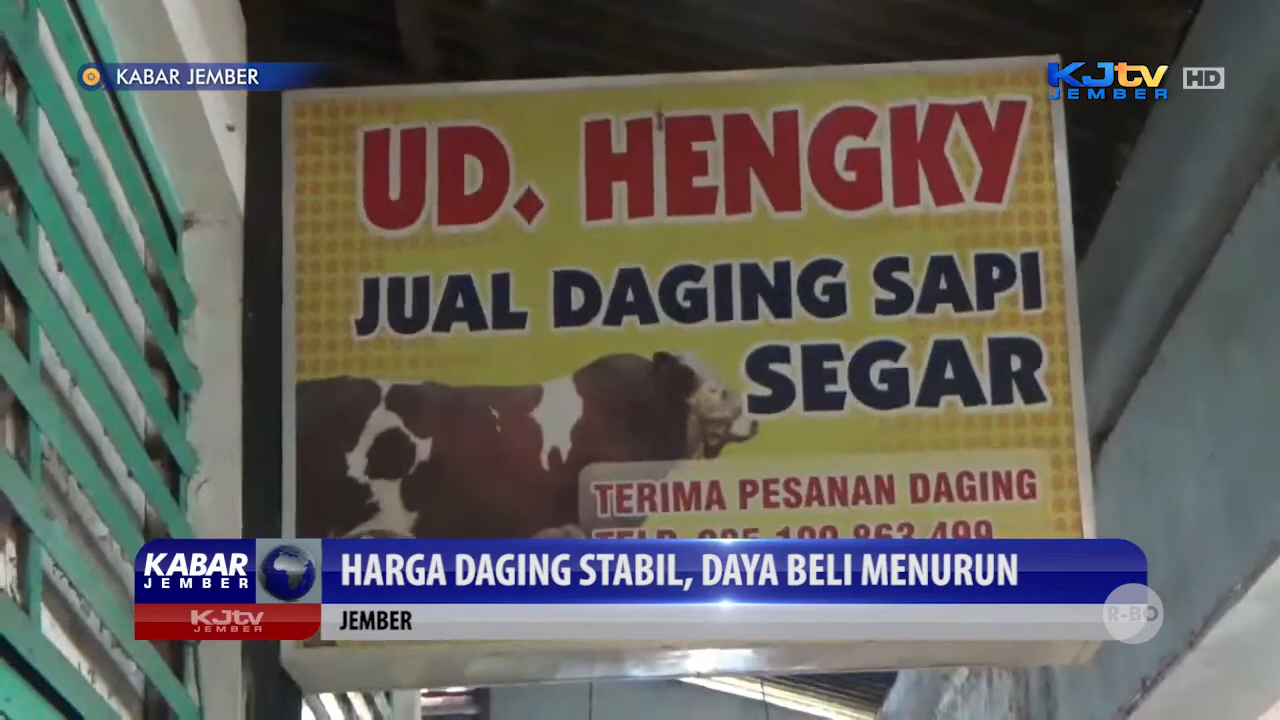 KABAR JEMBER
KJtv HD
JEMBER
UD. HENGKY
JUAL DAGING SAPI
SEGAR
TERIMA PESANAN DAGING
KABAR
JEMBER
HARGA DAGING STABIL, DAYA BELI MENURUN
KJtv
JEMBER
JEMBER
R-BO